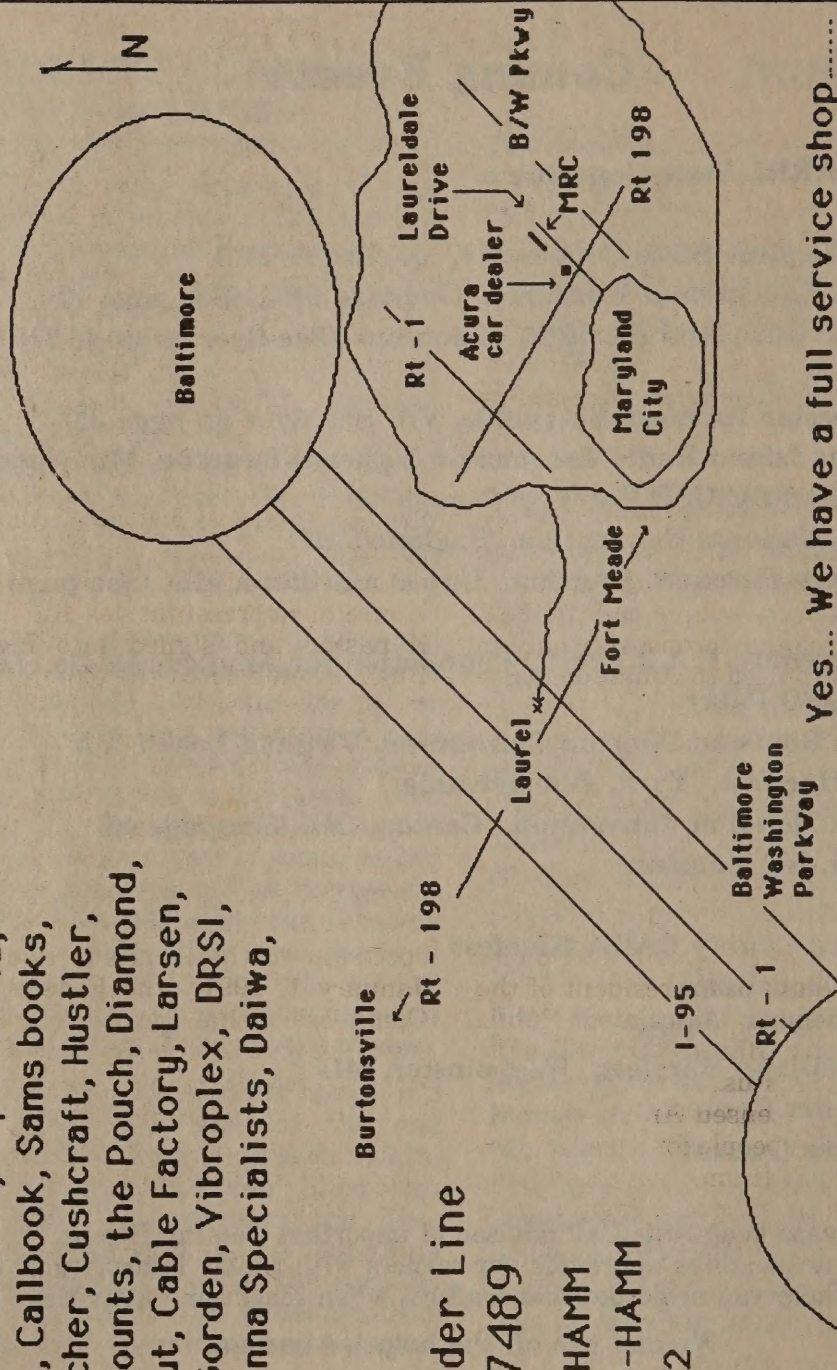 , Callbook, Sams books,
cher, Cushcraft, Hustler,
ounts, the Pouch, Diamond,
ut, Cable Factory, Larsen,
Gorden, Vibroplex, DRSI,
nna Specialists, Daiwa,
der Line
7489
HAMM
-HAMM
2
N
Baltimore
Burtonsville
Rt - 198
Laurel
Fort Meade
I-95
Rt - 1
Baltimore
Washington
Parkway
Rt -1
Acura
car dealer
Laureldale
Drive
B/W Pkwy
MRC
Rt 198
Maryland
City
Yes... We have a full service shop......